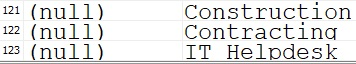 121 (null) Construction
122 (null) Contracting
123 (null) IT Helpdesk